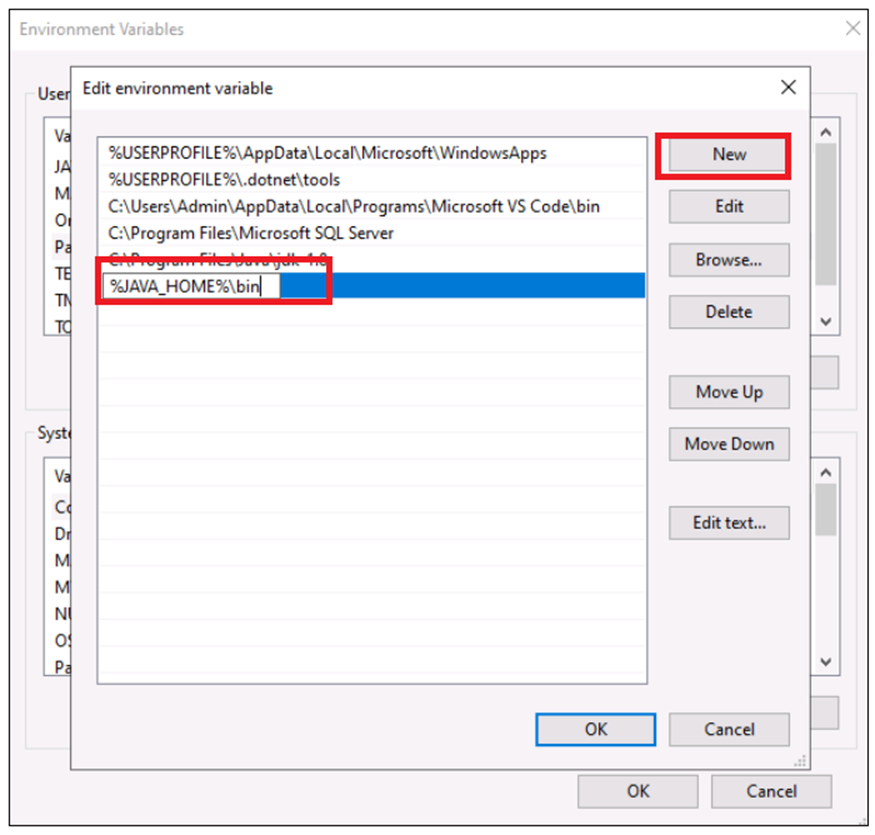 Environment Variables
Edit environment variable
User
Va
JA
M
Or
Pa
TE
TM
TO
%USERPROFILE%\AppData\Local\Microsoft\WindowsApps
%USERPROFILE%\.dotnet\tools
C:\Users\Admin\AppData\Local\Programs\Microsoft VS Code\bin
C:\Program Files\Microsoft SQL Server
C:\Program Files\Java\jdk-1.8
%JAVA_HOME%\bin
New
Edit
Browse...
Delete
Move Up
Move Down
Edit text...
Syste
Va
Co
Dr
M
M
NU
OS
Pa
OK
Cancel
OK
Cancel